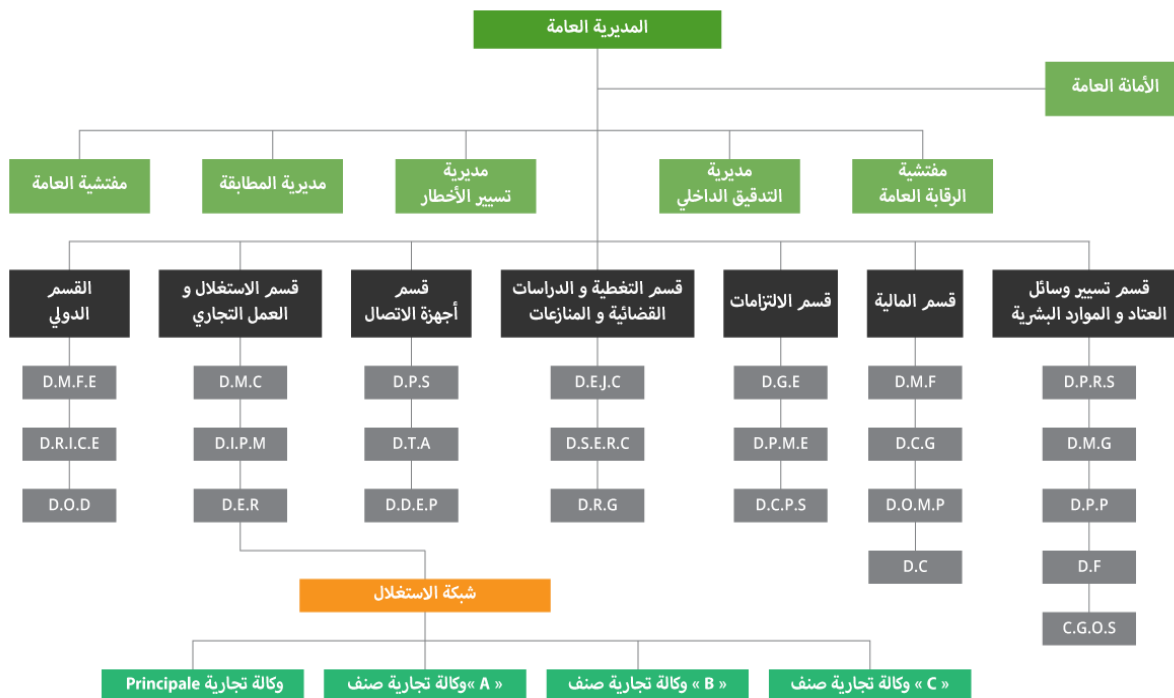 المديرية العامة
الأمانة العامة
مفتشية
الرقابة العامة
مديرية
التدقيق الداخلي
مديرية
تسيير الأخطار
مديرية المطابقة
مفتشية العامة
قسم تسيير وسائل
العتاد و الموارد البشرية
قسم المالية
قسم الالتزامات
قسم التغطية و الدراسات
القضائية و المنازعات
قسم
أجهزة الاتصال
قسم الاستغلال و
العمل التجاري
القسم
الدولي
D.P.R.S
D.M.F
D.G.E
D.E.J.C
D.P.S
D.M.C
D.M.F.E
D.M.G
D.C.G
D.P.M.E
D.S.E.R.C
D.T.A
D.I.P.M
D.R.I.C.E
D.P.P
D.O.M.P
D.C.P.S
D.R.G
D.D.E.P
D.E.R
D.O.D
D.F
D.C
C.G.O.S
شبكة الاستغلال
« C » وكالة تجارية صنف
« B » وكالة تجارية صنف
« A »وكالة تجارية صنف
وكالة تجارية Principale